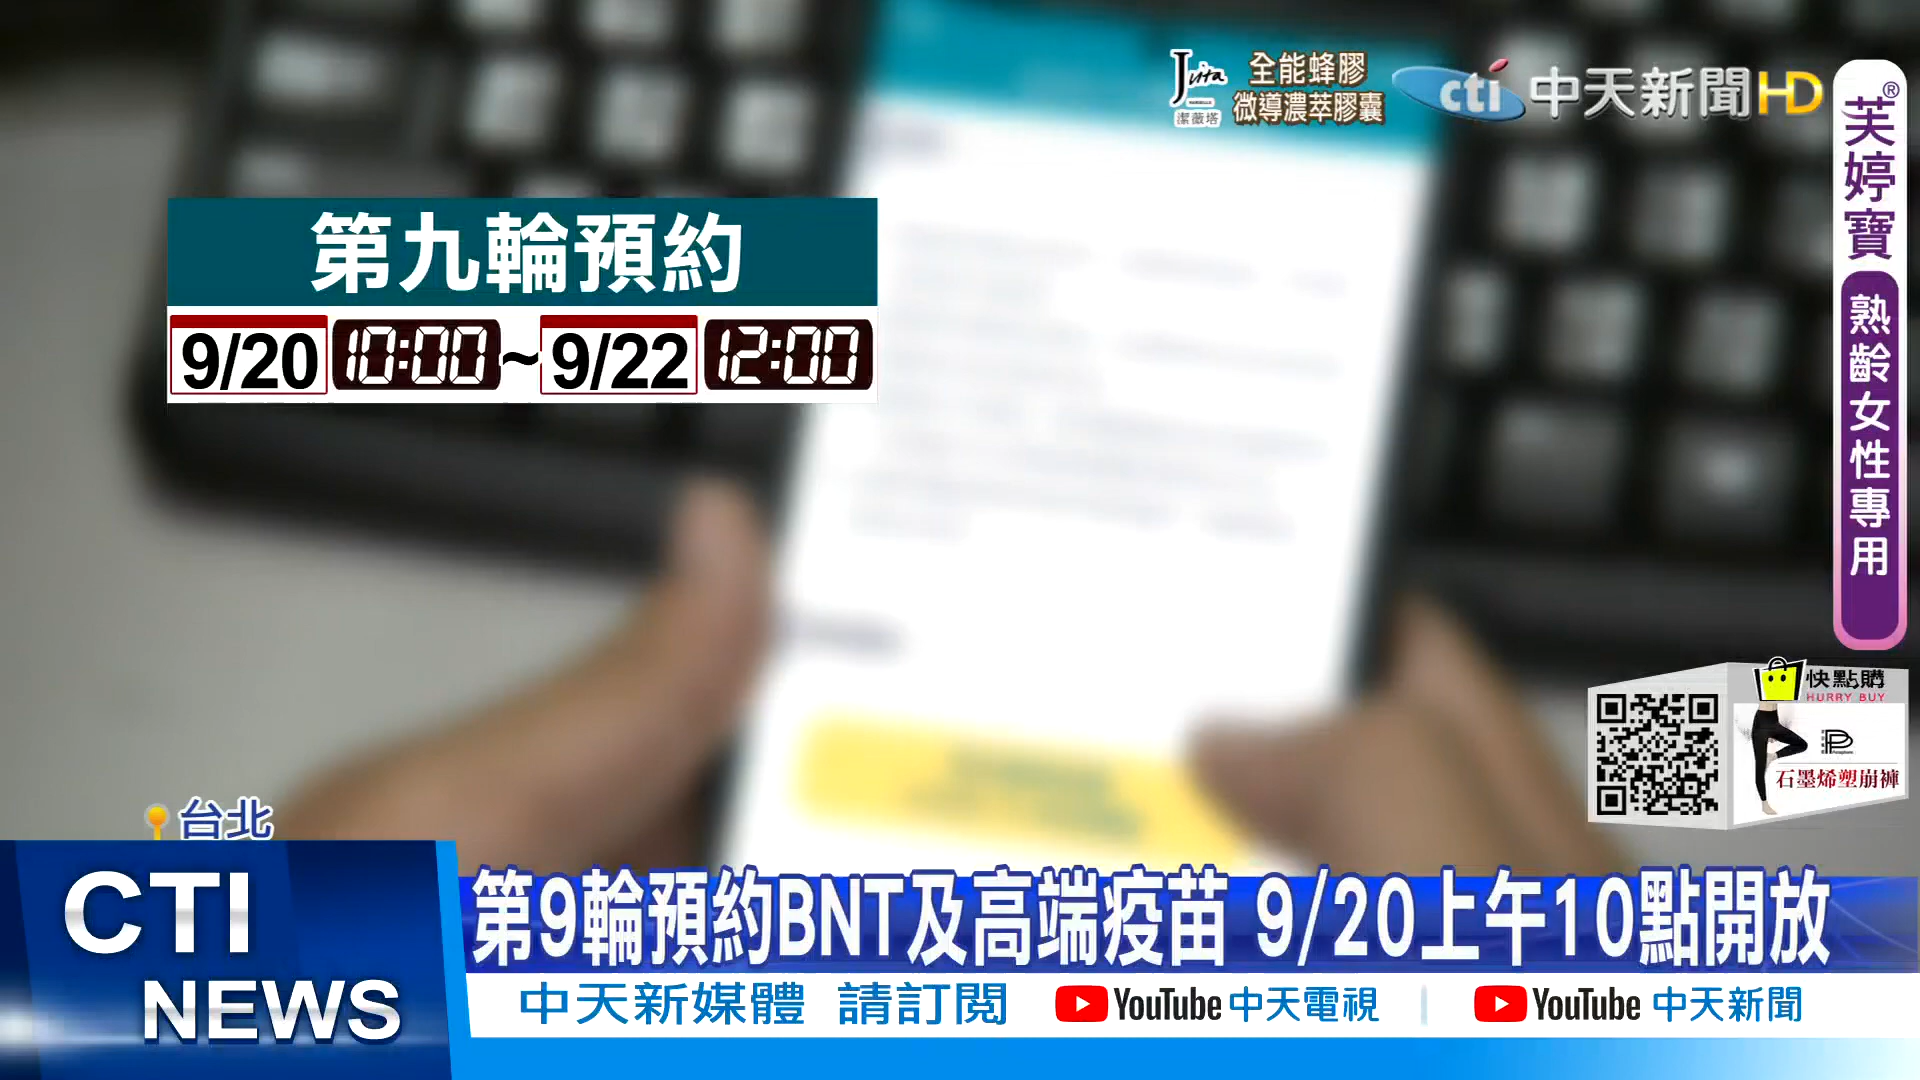 Jvita
潔薇塔
全能蜂膠
微導濃萃膠囊
cti 中天新聞HD
芙婷寶®
熟齡女性專用
第九輪預約
9/20 10:00~9/22 12:00
快點購
HURRY BUY
石墨烯塑崩褲
台北
CTI
NEWS
第9輪預約BNT及高端疫苗 9/20上午10點開放
中天新媒體 請訂閱 YouTube 中天電視 | YouTube 中天新聞